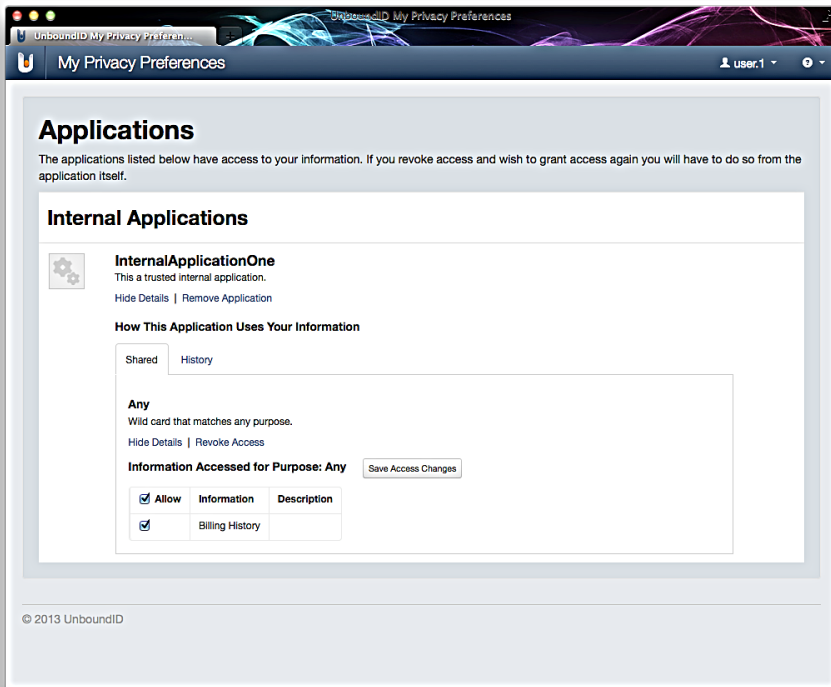 UnboundID My Privacy Preferences
UnboundID My Privacy Preferen...
My Privacy Preferences
user.1
Applications
The applications listed below have access to your information. If you revoke access and wish to grant access again you will have to do so from the
application itself.
Internal Applications
InternalApplicationOne
This a trusted internal application.
Hide Details | Remove Application
How This Application Uses Your Information
Shared History
Any
Wild card that matches any purpose.
Hide Details | Revoke Access
Information Accessed for Purpose: Any Save Access Changes
Allow Information Description
Billing History
© 2013 UnboundID